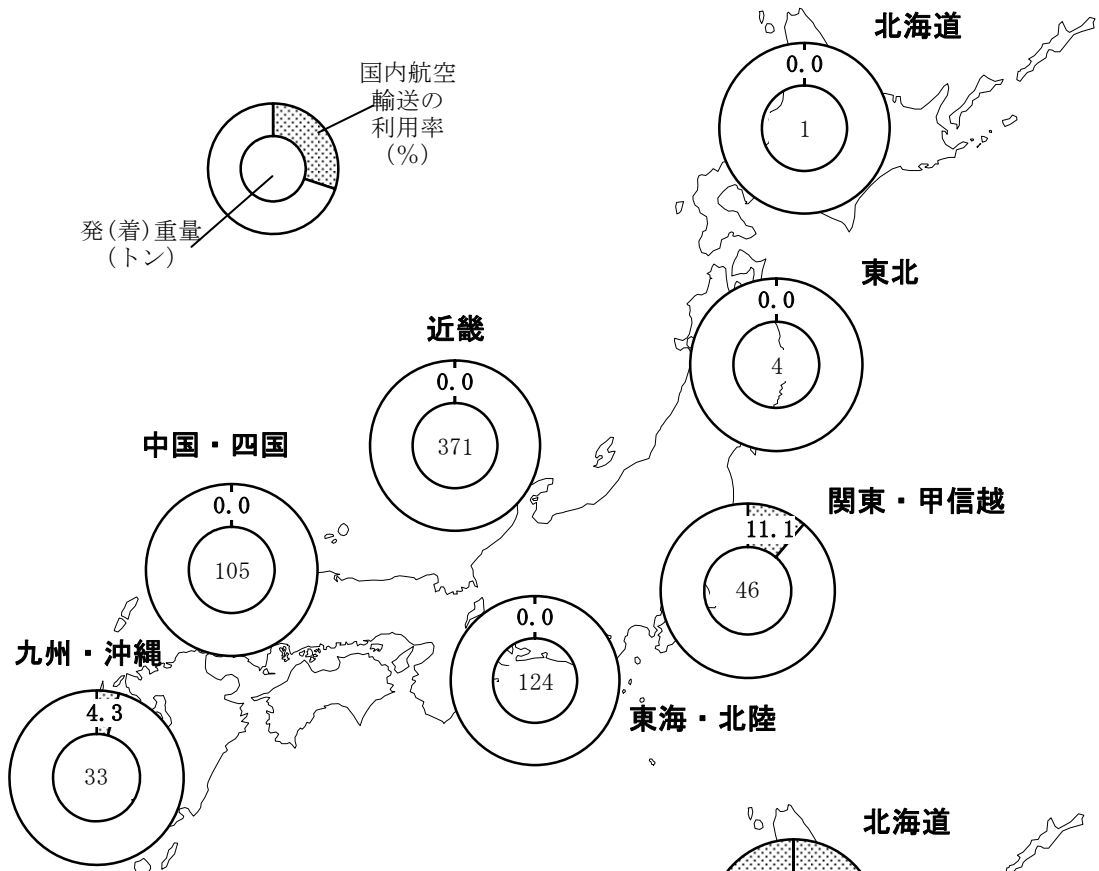 北海道
0.0
1
国内航空
輸送の
利用率
(%)
発(着)重量
(トン)
東北
0.0
4
近畿
0.0
371
中国・四国
0.0
105
関東・甲信越
11.1
46
東海・北陸
0.0
124
九州・沖縄
4.3
33
北海道